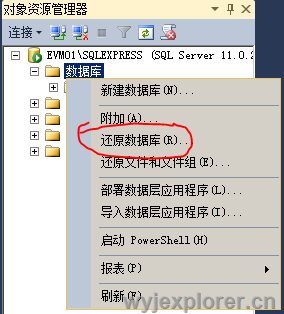 对象资源管理器
连接
EVM01\SQLEXPRESS (SQL Server 11.0.2
数据库
新建数据库(N)...
附加(A)...
还原数据库(R)...
还原文件和文件组(E)...
部署数据层应用程序(L)...
导入数据层应用程序(I)...
启动 PowerShell(H)
报表(P)
刷新(F)
wyjexplorer.cn